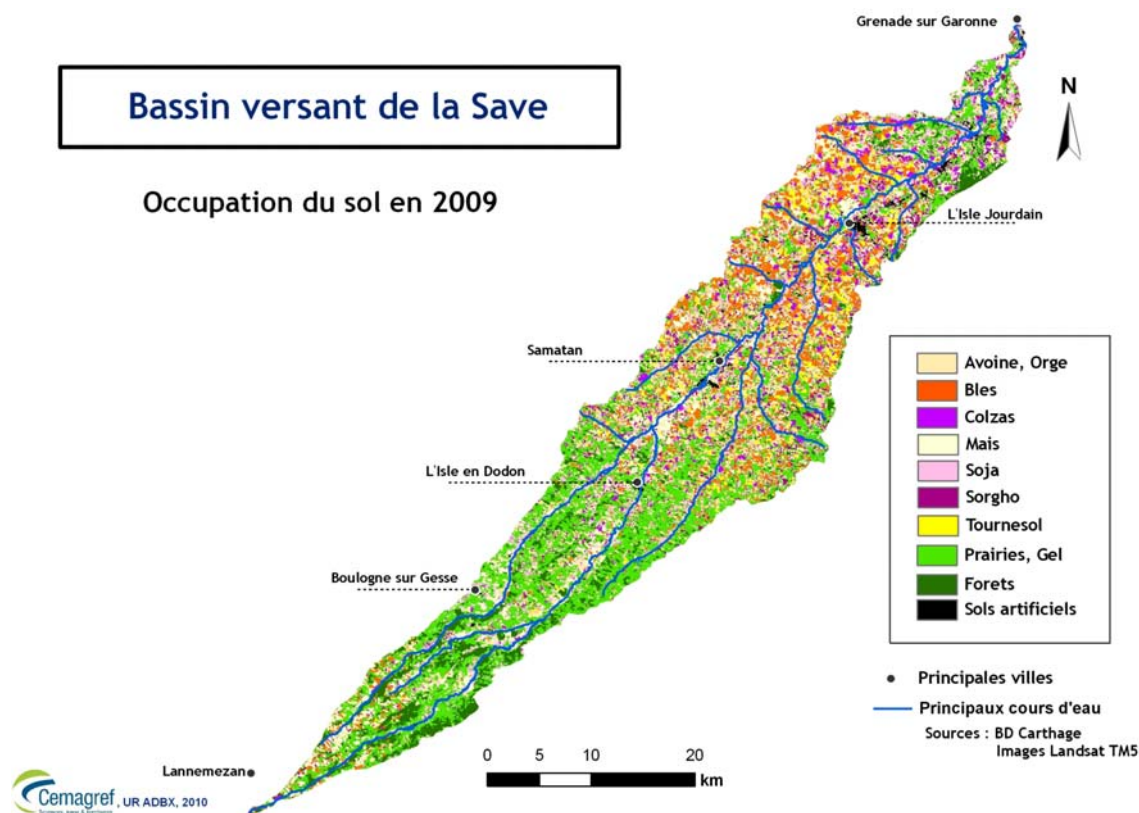 Grenade sur Garonne
Bassin versant de la Save
N
Occupation du sol en 2009
L'Isle Jourdain
Samatan
Avoine, Orge
Bles
Colzas
Mais
Soja
Sorgho
Tournesol
Prairies, Gel
Forets
Sols artificiels
L'Isle en Dodon
Boulogne sur Gesse
Principales villes
Principaux cours d'eau
Sources : BD Carthage
Images Landsat TM5
Lannemezan
0 5 10 20
km
Cemagref , UR ADBX, 2010